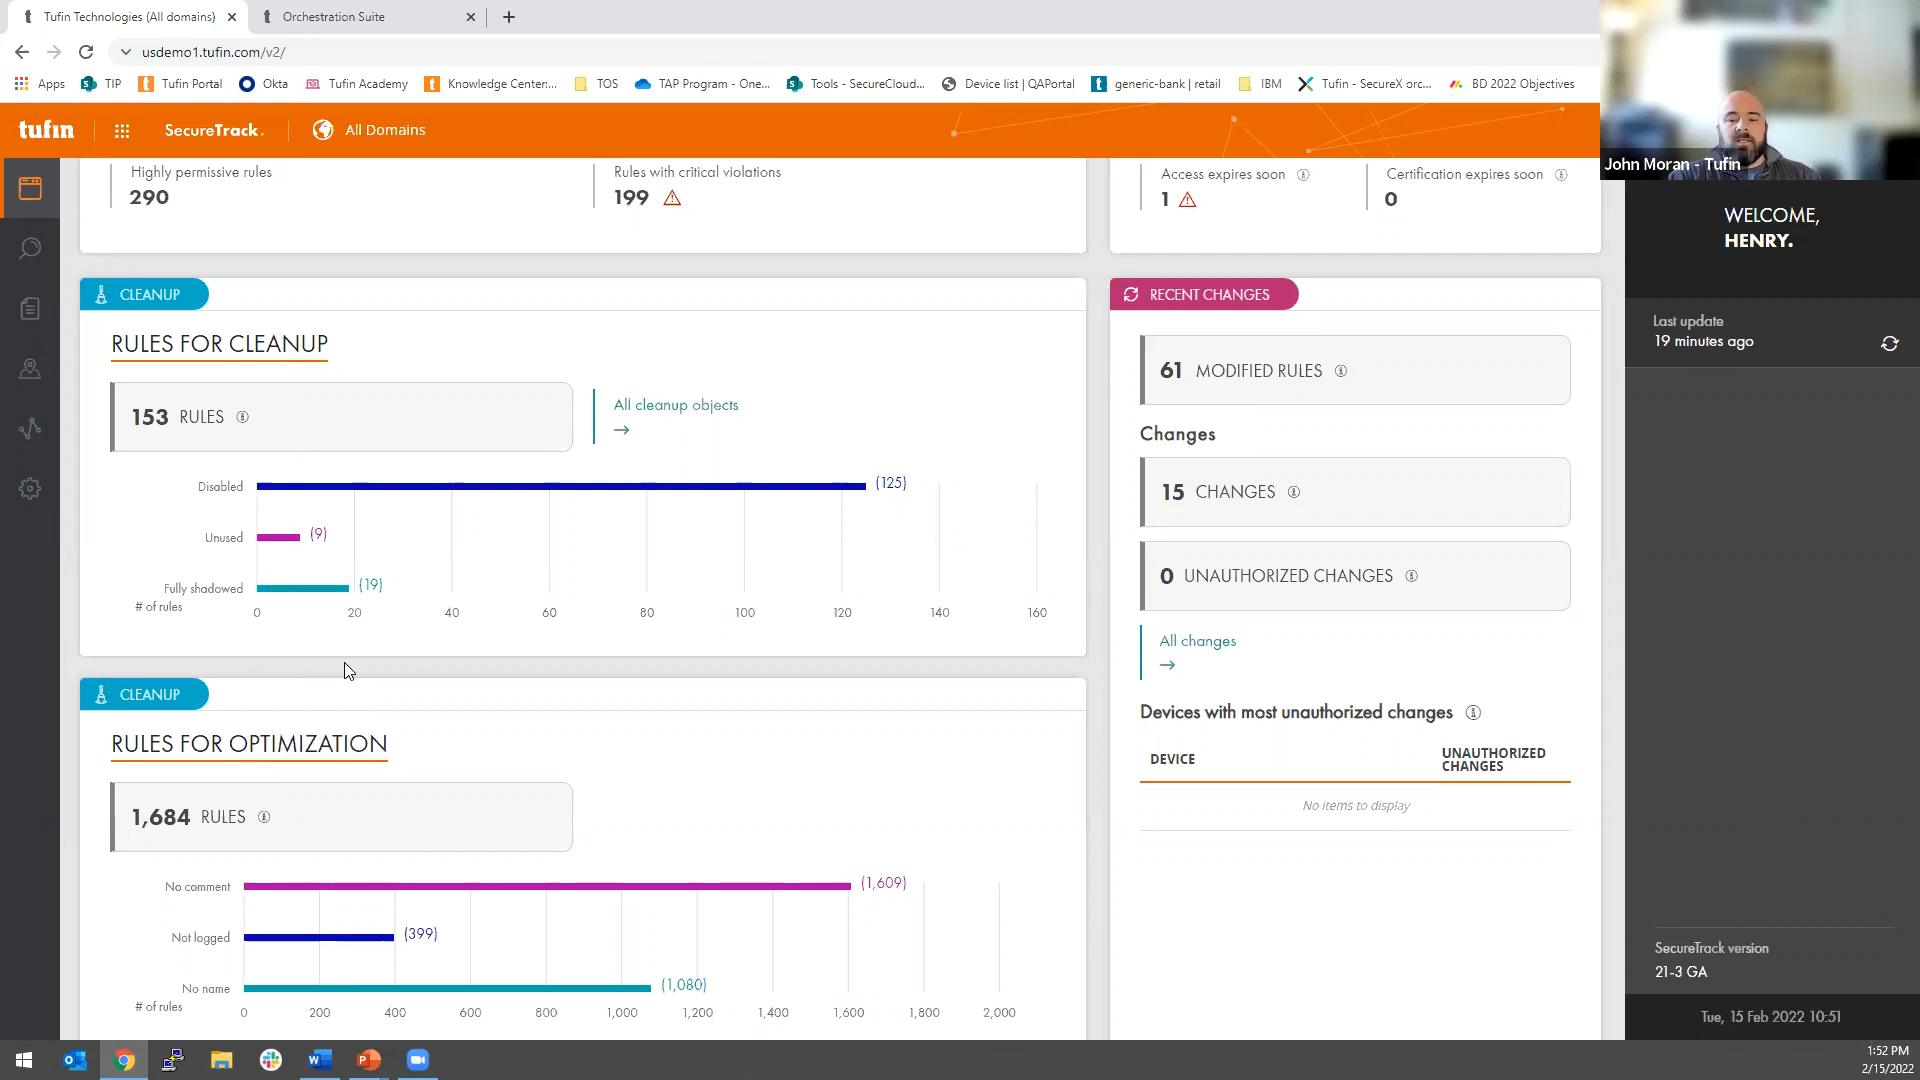 Tufin Technologies (All domains)
Orchestration Suite
usdemo1.tufin.com/v2/
Apps
TIP
Tufin Portal
Okta
Tufin Academy
Knowledge Center:...
TOS
TAP Program - One...
Tools - SecureCloud...
Device list | QAPortal
generic-bank | retail
IBM
Tufin - SecureX orc...
BD 2022 Objectives
tufin
SecureTrack.
All Domains
John Moran - Tufin
Highly permissive rules
290
Rules with critical violations
199
Access expires soon
1
Certification expires soon
0
WELCOME,
HENRY.
Last update
19 minutes ago
CLEANUP
RULES FOR CLEANUP
153 RULES
All cleanup objects
Disabled
(125)
Unused
(9)
Fully shadowed
(19)
# of rules
0 20 40 60 80 100 120 140 160
RECENT CHANGES
61 MODIFIED RULES
Changes
15 CHANGES
0 UNAUTHORIZED CHANGES
All changes
Devices with most unauthorized changes
DEVICE
UNAUTHORIZED
CHANGES
No items to display
CLEANUP
RULES FOR OPTIMIZATION
1,684 RULES
No comment
(1,609)
Not logged
(399)
No name
(1,080)
# of rules
0 200 400 600 800 1,000 1,200 1,400 1,600 1,800 2,000
SecureTrack version
21-3 GA
Tue, 15 Feb 2022 10:51
1:52 PM
2/15/2022